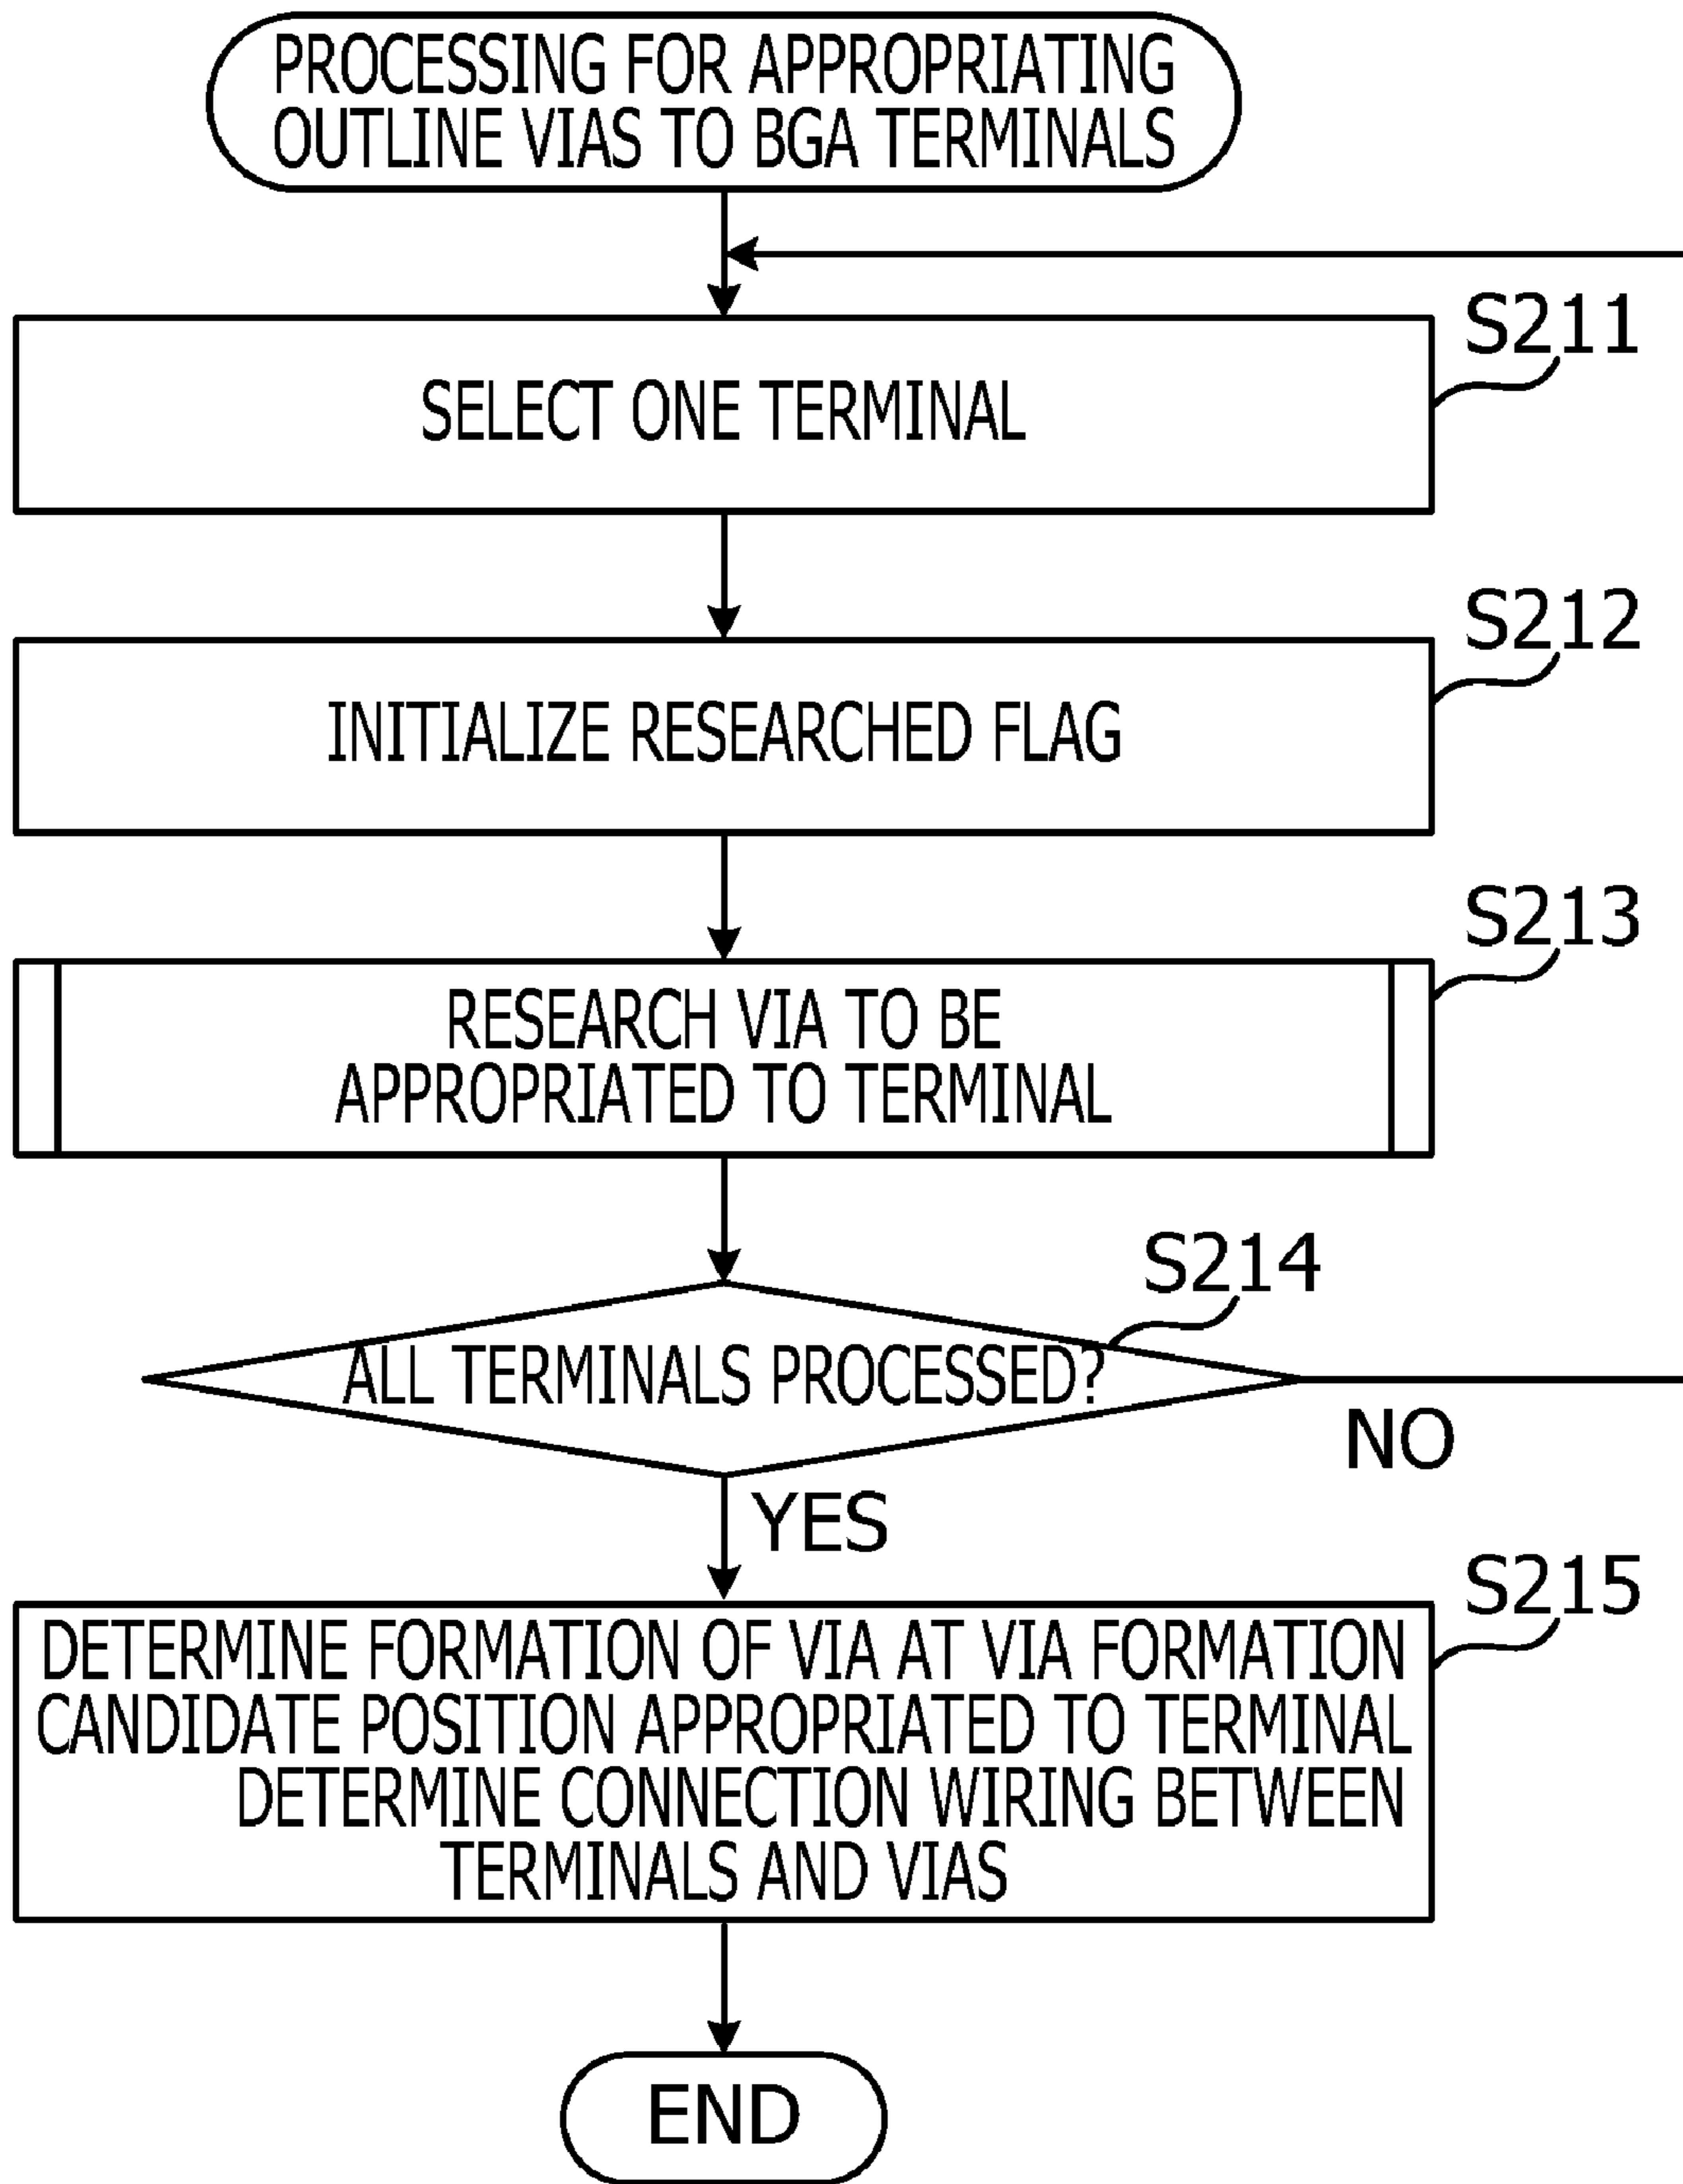 PROCESSING FOR APPROPRIATING
OUTLINE VIAS TO BGA TERMINALS
S211
SELECT ONE TERMINAL
S212
INITIALIZE RESEARCHED FLAG
S213
RESEARCH VIA TO BE
APPROPRIATED TO TERMINAL
S214
ALL TERMINALS PROCESSED?
NO
YES
S215
DETERMINE FORMATION OF VIA AT VIA FORMATION
CANDIDATE POSITION APPROPRIATED TO TERMINAL
DETERMINE CONNECTION WIRING BETWEEN
TERMINALS AND VIAS
END